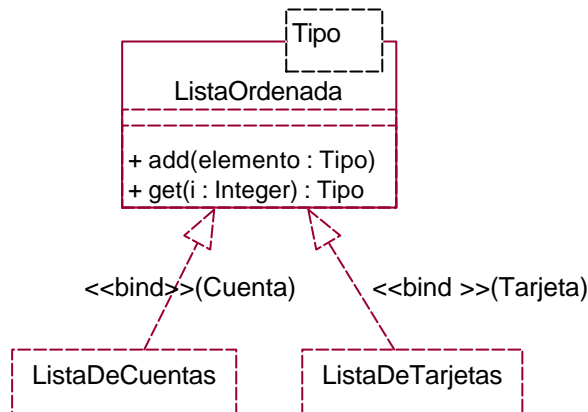 Tipo
ListaOrdenada
+ add(elemento : Tipo)
+ get(i : Integer) : Tipo
<<bind>>(Cuenta)
<<bind >>(Tarjeta)
ListaDeCuentas
ListaDeTarjetas